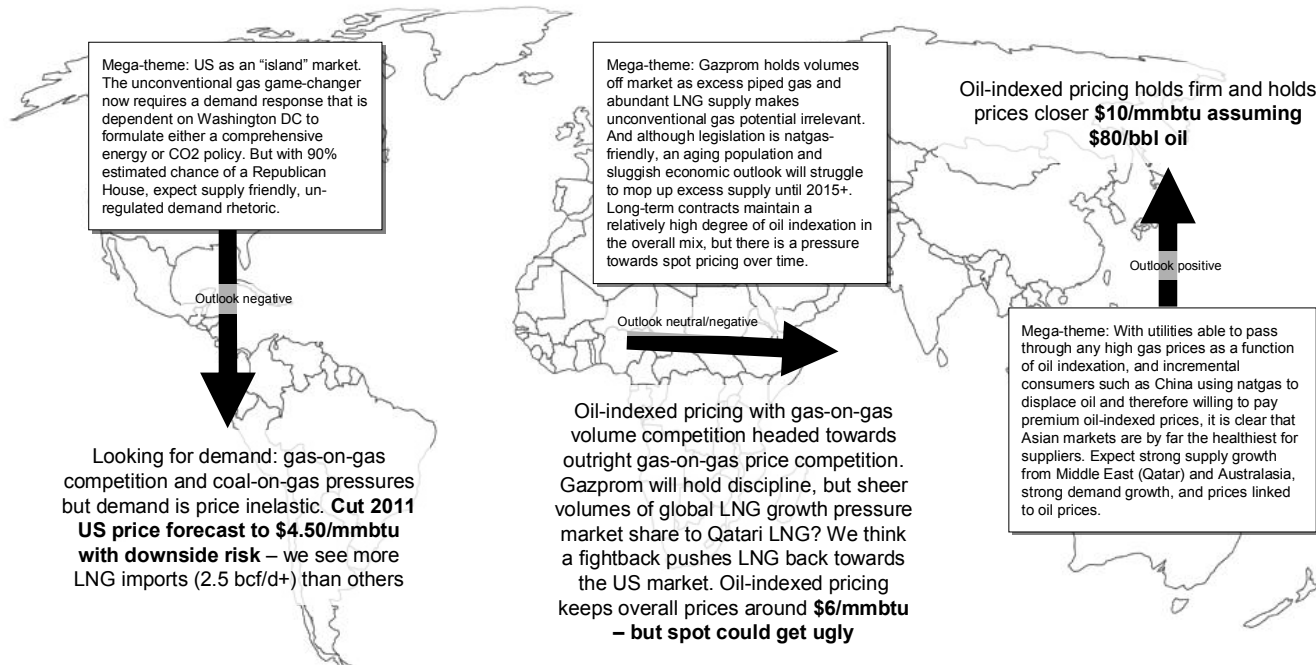 Mega-theme: US as an “island” market.
The unconventional gas game-changer
now requires a demand response that is
dependent on Washington DC to
formulate either a comprehensive
energy or CO2 policy. But with 90%
estimated chance of a Republican
House, expect supply friendly, un-
regulated demand rhetoric.
Outlook negative
Looking for demand: gas-on-gas
competition and coal-on-gas pressures
but demand is price inelastic. Cut 2011
US price forecast to $4.50/mmbtu
with downside risk – we see more
LNG imports (2.5 bcf/d+) than others
Mega-theme: Gazprom holds volumes
off market as excess piped gas and
abundant LNG supply makes
unconventional gas potential irrelevant.
And although legislation is natgas-
friendly, an aging population and
sluggish economic outlook will struggle
to mop up excess supply until 2015+.
Long-term contracts maintain a
relatively high degree of oil indexation in
the overall mix, but there is a pressure
towards spot pricing over time.
Outlook neutral/negative
Oil-indexed pricing with gas-on-gas
volume competition headed towards
outright gas-on-gas price competition.
Gazprom will hold discipline, but sheer
volumes of global LNG growth pressure
market share to Qatari LNG? We think
a fightback pushes LNG back towards
the US market. Oil-indexed pricing
keeps overall prices around $6/mmbtu
– but spot could get ugly
Oil-indexed pricing holds firm and holds
prices closer $10/mmbtu assuming
$80/bbl oil
Outlook positive
Mega-theme: With utilities able to pass
through any high gas prices as a function
of oil indexation, and incremental
consumers such as China using natgas to
displace oil and therefore willing to pay
premium oil-indexed prices, it is clear that
Asian markets are by far the healthiest for
suppliers. Expect strong supply growth
from Middle East (Qatar) and Australasia,
strong demand growth, and prices linked
to oil prices.